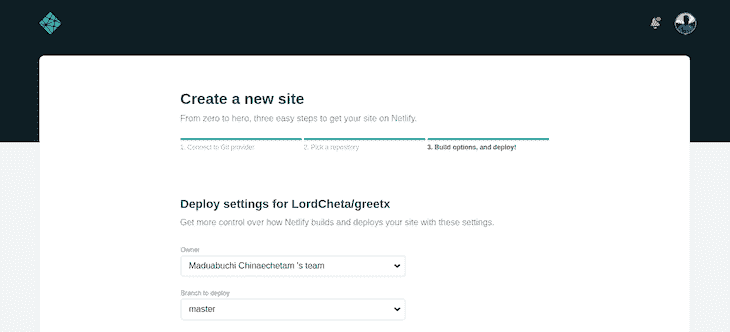 Create a new site
From zero to hero, three easy steps to get your site on Netlify.
1. Connect to Git provider
2. Pick a repository
3. Build options, and deploy!
Deploy settings for LordCheta/greetx
Get more control over how Netlify builds and deploys your site with these settings.
Owner
Maduabuchi Chinaechetam 's team
Branch to deploy
master